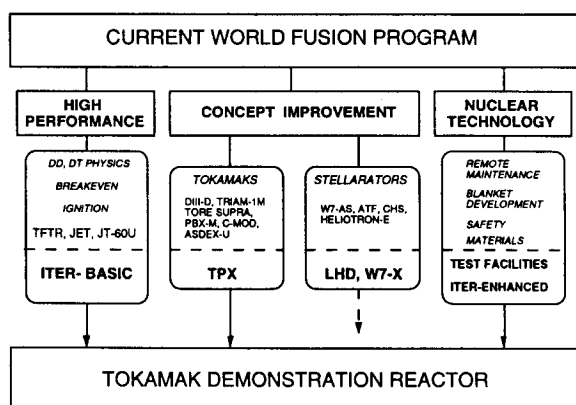 CURRENT WORLD FUSION PROGRAM
HIGH
PERFORMANCE
CONCEPT IMPROVEMENT
NUCLEAR
TECHNOLOGY
DD, DT PHYSICS
BREAKEVEN
IGNITION
TFTR, JET, JT-60U
ITER- BASIC
TOKAMAKS
DIII-D, TRIAM-1M
TORE SUPRA,
PBX-M, C-MOD,
ASDEX-U
TPX
STELLARATORS
W7-AS, ATF, CHS,
HELIOTRON-E
LHD, W7-X
REMOTE
MAINTENANCE
BLANKET
DEVELOPMENT
SAFETY
MATERIALS
TEST FACILITIES
ITER-ENHANCED
TOKAMAK DEMONSTRATION REACTOR